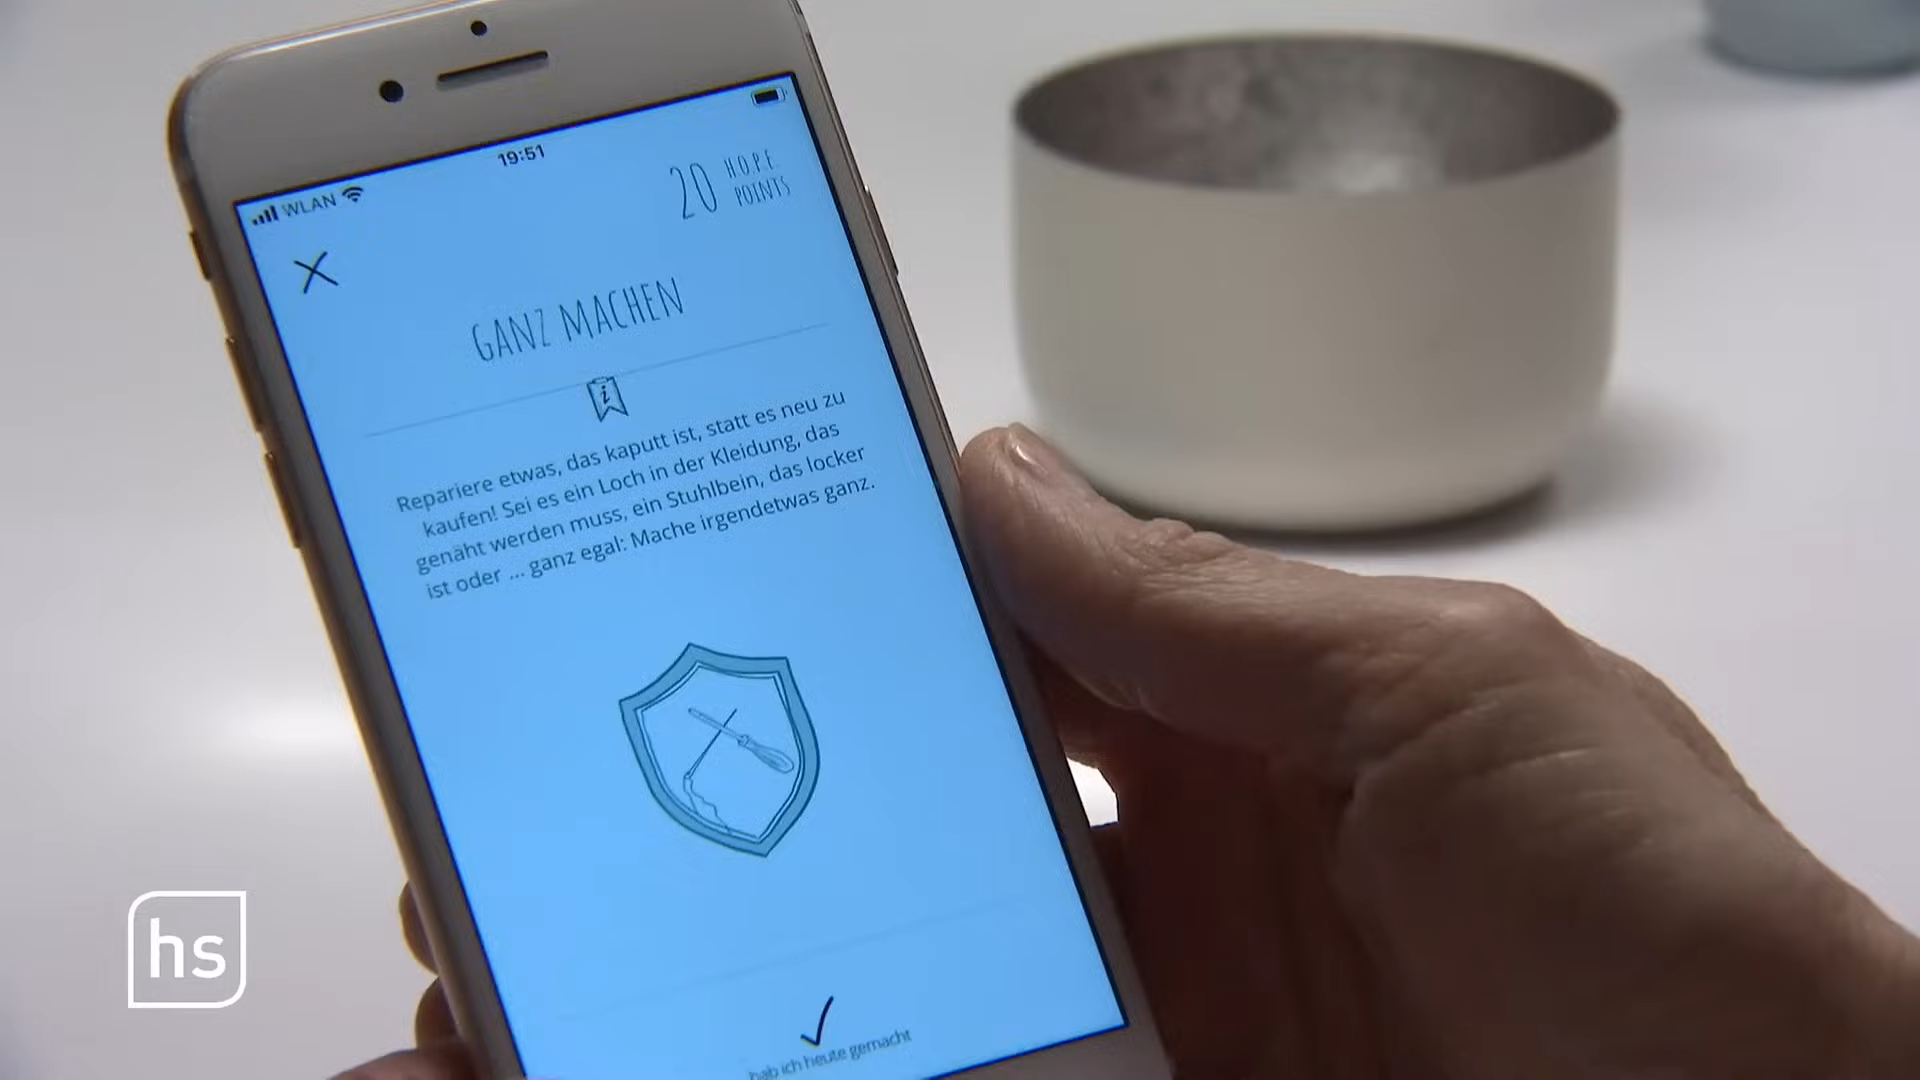 19:51
WLAN
20 H.O.P.E.
POINTS
GANZ MACHEN
i
Repariere etwas, das kaputt ist, statt es neu zu
kaufen! Sei es ein Loch in der Kleidung, das
genäht werden muss, ein Stuhlbein, das locker
ist oder ... ganz egal: Mache irgendetwas ganz.
hab ich heute gemacht
hs